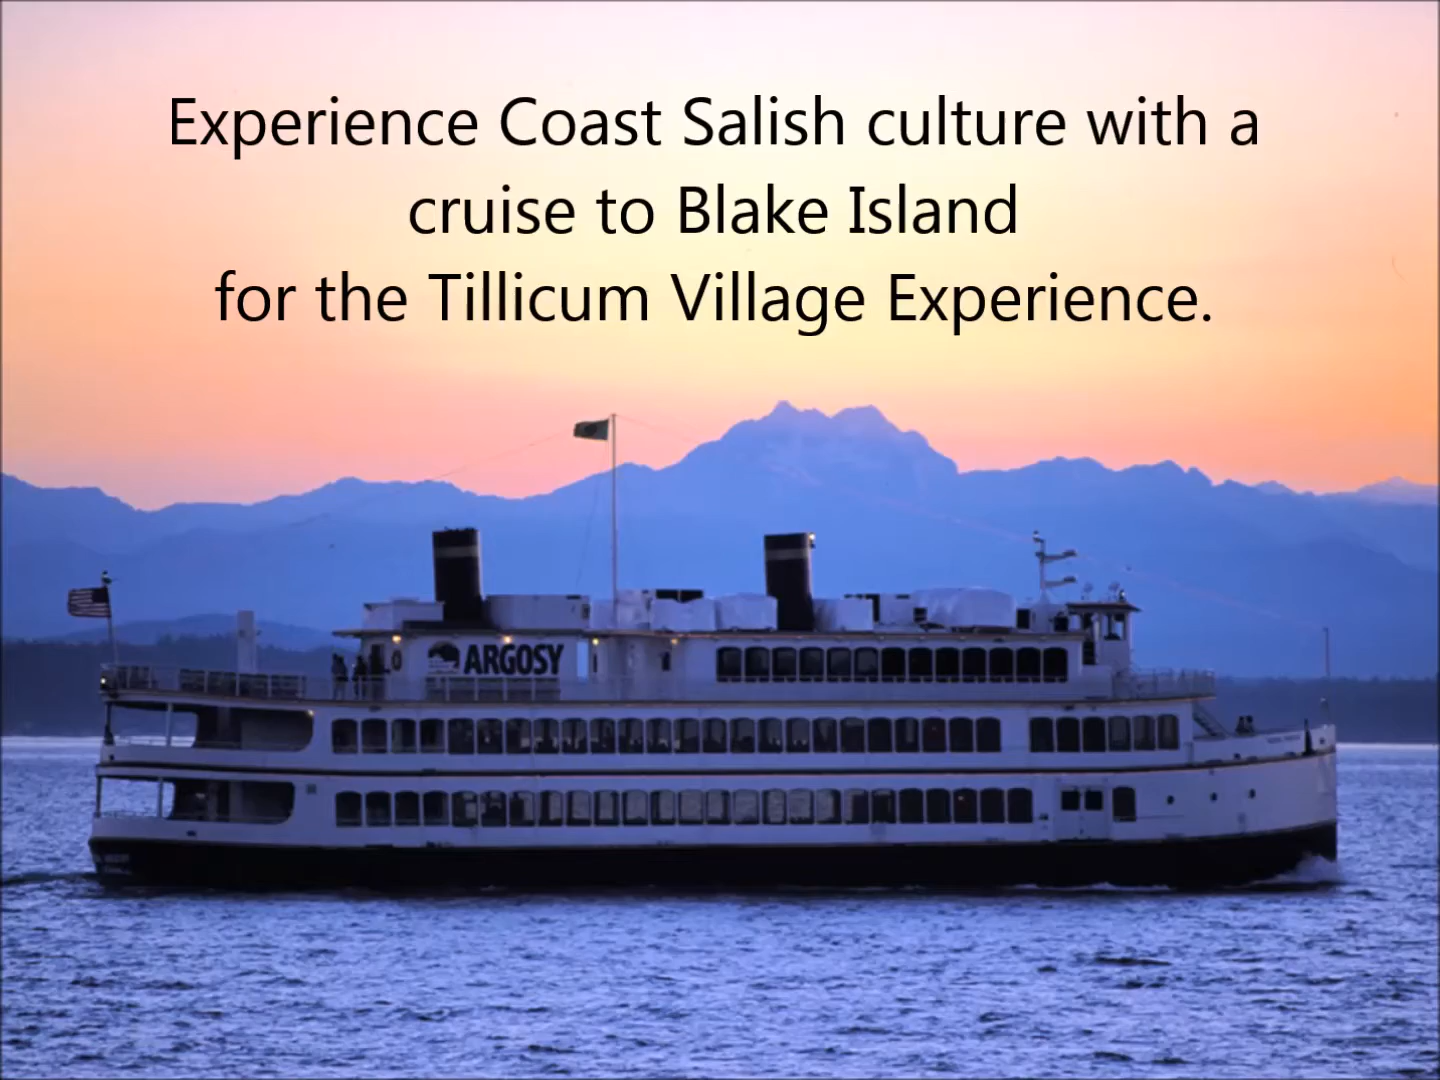 Experience Coast Salish culture with a
cruise to Blake Island
for the Tillicum Village Experience.
ARGOSY